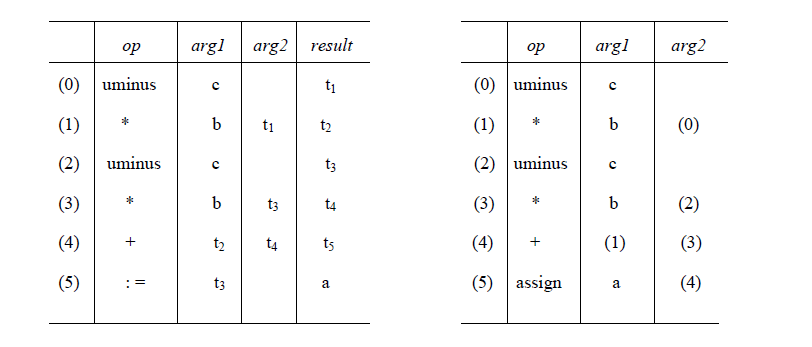 op arg1 arg2 result
(0) uminus c t₁
(1) * b t₁ t₂
(2) uminus c t₃
(3) * b t₃ t₄
(4) + t₂ t₄ t₅
(5) : = t₃ a
op arg1 arg2
(0) uminus c
(1) * b (0)
(2) uminus c
(3) * b (2)
(4) + (1) (3)
(5) assign a (4)